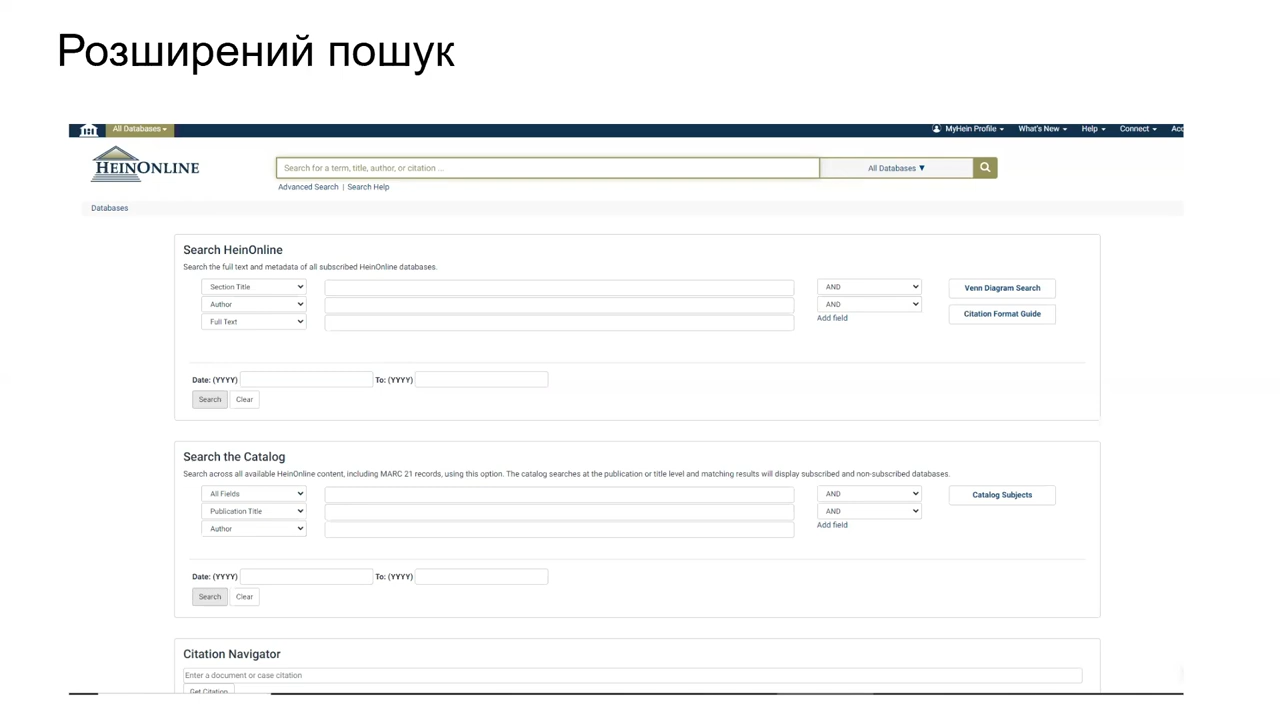 Розширений пошук
All Databases
MyHein Profile What's New Help Connect
HEINONLINE
Search for a term, title, author, or citation ... All Databases
Advanced Search | Search Help
Databases
Search HeinOnline
Search the full text and metadata of all subscribed HeinOnline databases.
Section Title AND Venn Diagram Search
Author AND
Full Text Add field Citation Format Guide
Date: (YYYY) To: (YYYY)
Search Clear
Search the Catalog
Search across all available HeinOnline content, including MARC 21 records, using this option. The catalog searches at the publication or title level and matching results will display subscribed and non-subscribed databases.
All Fields AND Catalog Subjects
Publication Title AND
Author Add field
Date: (YYYY) To: (YYYY)
Search Clear
Citation Navigator
Enter a document or case citation
Get Citation